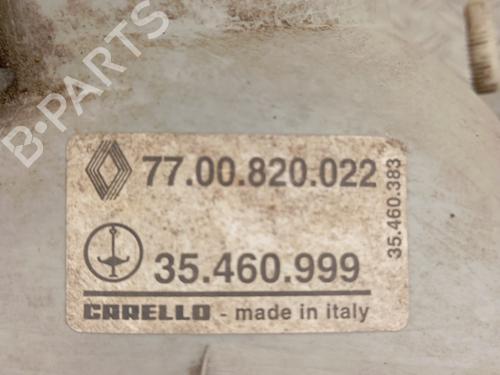 B-PARTS
77.00.820.022
35.460.999
CARELLO - made in italy
35.460.383